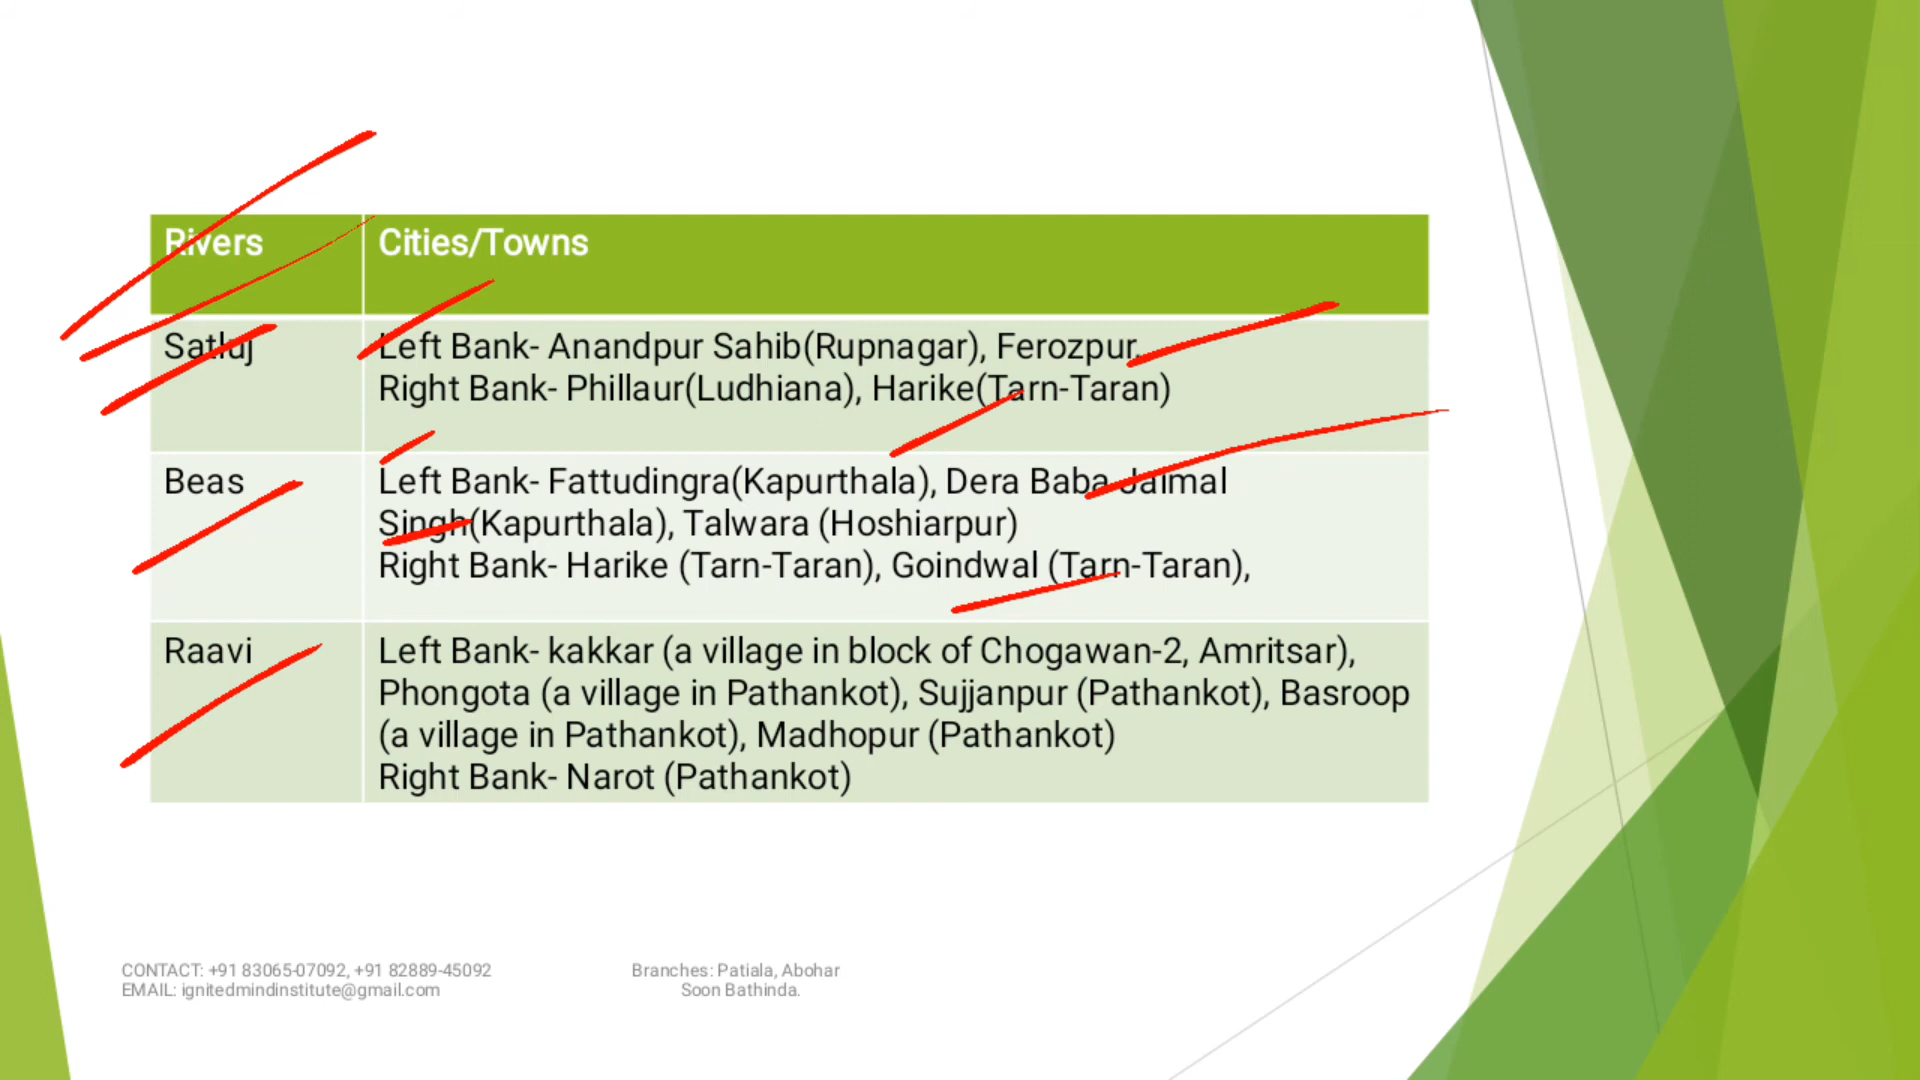 Rivers Cities/Towns
Satluj Left Bank- Anandpur Sahib(Rupnagar), Ferozpur,
Right Bank- Phillaur(Ludhiana), Harike(Tarn-Taran)
Beas Left Bank- Fattudingra(Kapurthala), Dera Baba Jaimal
Singh(Kapurthala), Talwara (Hoshiarpur)
Right Bank- Harike (Tarn-Taran), Goindwal (Tarn-Taran),
Raavi Left Bank- kakkar (a village in block of Chogawan-2, Amritsar),
Phongota (a village in Pathankot), Sujjanpur (Pathankot), Basroop
(a village in Pathankot), Madhopur (Pathankot)
Right Bank- Narot (Pathankot)
CONTACT: +91 83065-07092, +91 82889-45092
EMAIL: ignitedmindinstitute@gmail.com
Branches: Patiala, Abohar
Soon Bathinda.